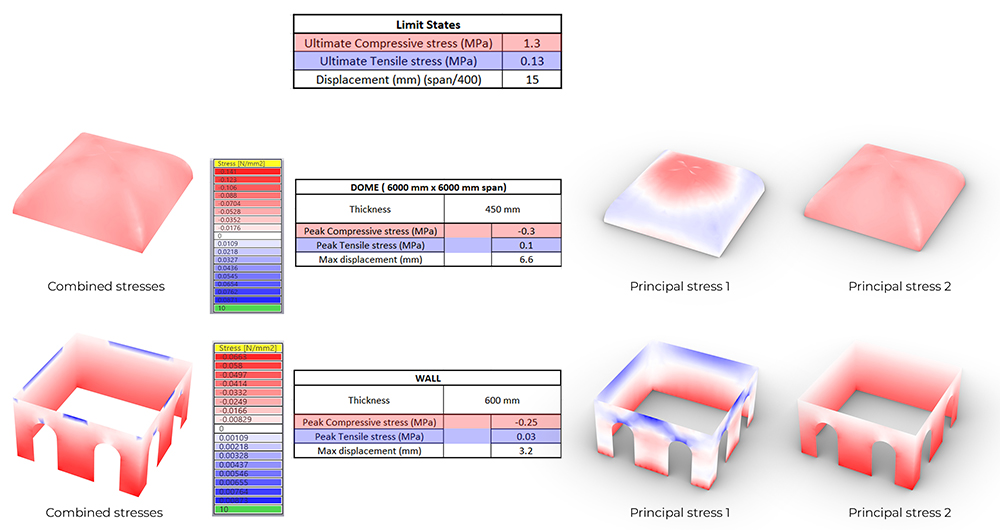 Limit States
Ultimate Compressive stress (MPa) 1.3
Ultimate Tensile stress (MPa) 0.13
Displacement (mm) (span/400) 15
Stress [N/mm2]
-0.123
-0.106
-0.088
-0.0704
-0.0528
-0.0352
-0.0176
0
0.0109
0.0218
0.0327
0.0436
0.0545
0.0654
10
DOME ( 6000 mm x 6000 mm span)
Thickness 450 mm
Peak Compressive stress (MPa) -0.3
Peak Tensile stress (MPa) 0.1
Max displacement (mm) 6.6
Combined stresses
Principal stress 1
Principal stress 2
Stress [N/mm2]
-0.0663
-0.058
-0.0497
-0.0414
-0.0332
-0.0249
-0.0166
-0.00829
0
0.00109
0.00218
0.00328
0.00437
0.00546
0.00655
0.00764
10
WALL
Thickness 600 mm
Peak Compressive stress (MPa) -0.25
Peak Tensile stress (MPa) 0.03
Max displacement (mm) 3.2
Combined stresses
Principal stress 1
Principal stress 2